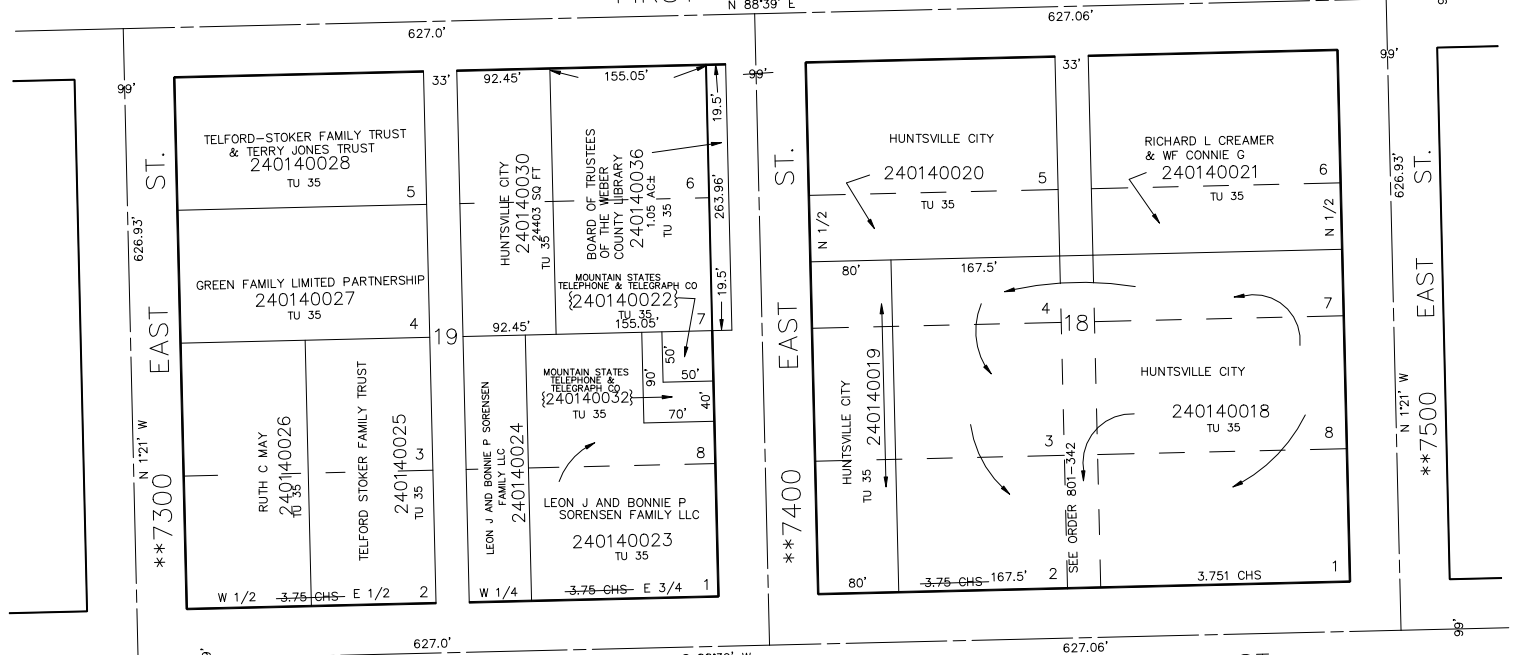 N 88°39' E
627.0'
627.06'
99'
33'
92.45'
155.05'
99'
33'
99'
TELFORD-STOKER FAMILY TRUST
& TERRY JONES TRUST
240140028
TU 35
5
HUNTSVILLE CITY
240140030
24403 SQ FT
TU 35
BOARD OF TRUSTEES
OF THE WEBER
COUNTY LIBRARY
240140036
1.05 AC±
TU 35
6
19.5'
263.96'
19.5'
HUNTSVILLE CITY
240140020
TU 35
5
N 1/2
RICHARD L CREAMER
& WF CONNIE G
240140021
TU 35
6
N 1/2
626.93'
626.93'
GREEN FAMILY LIMITED PARTNERSHIP
240140027
TU 35
4
19
MOUNTAIN STATES
TELEPHONE & TELEGRAPH CO
{240140022}
TU 35
92.45'
155.05'
7
80'
167.5'
4
18
7
50'
50'
90'
40'
70'
MOUNTAIN STATES
TELEPHONE &
TELEGRAPH CO
{240140032}
TU 35
RUTH C MAY
240140026
TU 35
TELFORD STOKER FAMILY TRUST
240140025
TU 35
3
LEON J AND BONNIE P SORENSEN
FAMILY LLC
240140024
8
LEON J AND BONNIE P
SORENSEN FAMILY LLC
240140023
TU 35
HUNTSVILLE CITY
240140019
TU 35
HUNTSVILLE CITY
240140018
TU 35
3
8
SEE ORDER 801-342
N 1°21' W
N 1°21' W
**7300 EAST ST.
**7400 EAST ST.
**7500 EAST ST.
W 1/2
3.75 CHS
E 1/2
2
W 1/4
3.75 CHS
E 3/4
1
80'
3.75 CHS
167.5'
2
3.751 CHS
1
627.0'
627.06'
99'